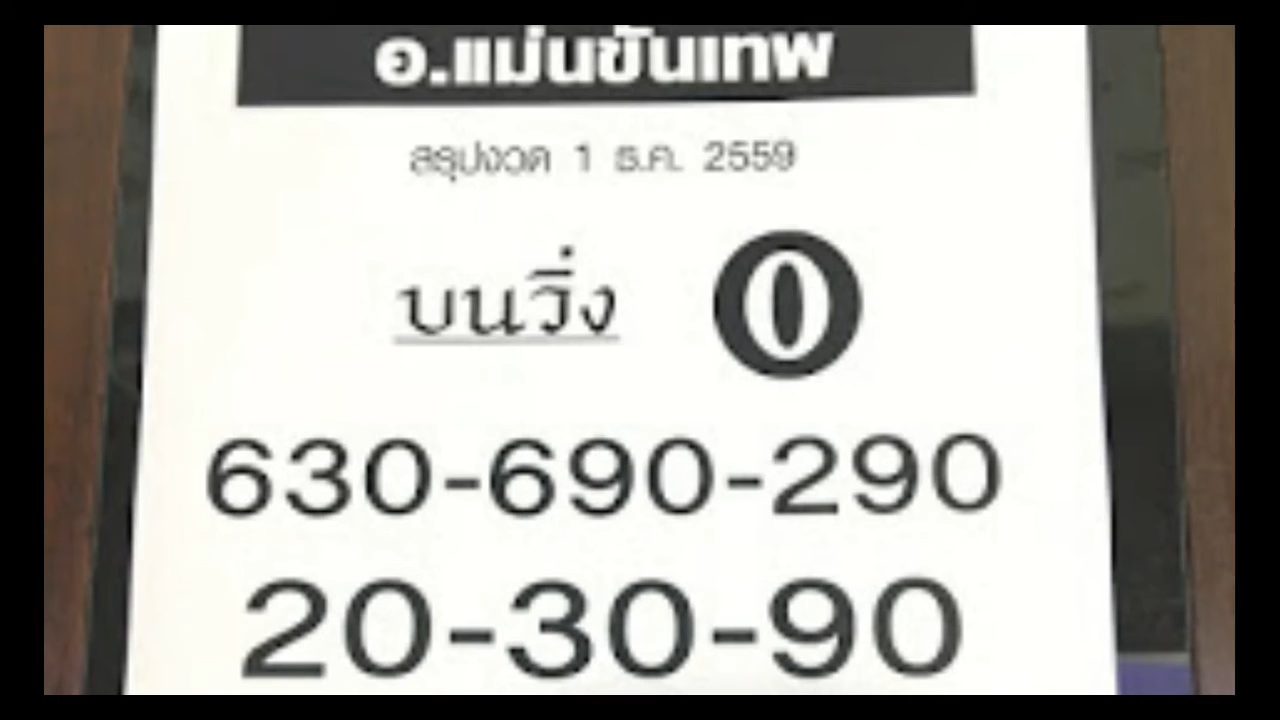 อ.แม่นขั้นเทพ
สรุปงวด 1 ธ.ค. 2559
บนวิ่ง 0
630-690-290
20-30-90